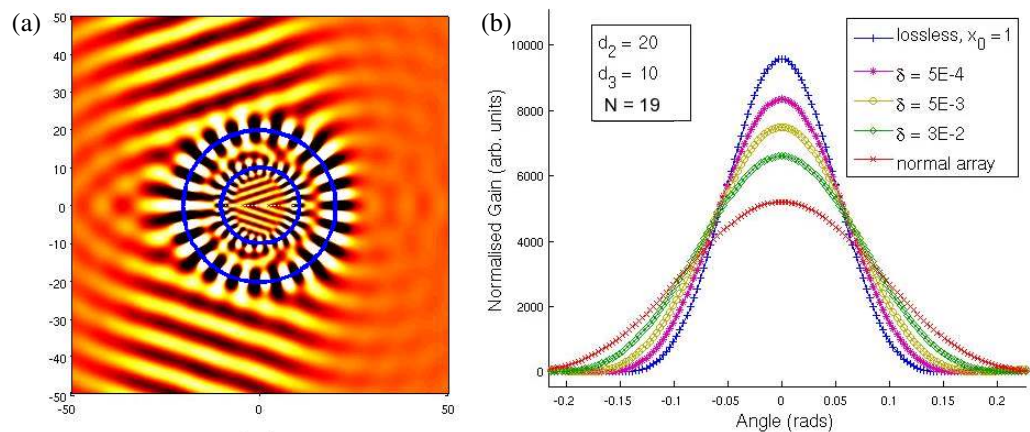 (a)
50
40
30
20
10
0
-10
-20
-30
-40
-50
-50
0
50
(b)
Normalised Gain (arb. units)
10000
8000
6000
4000
2000
0
-0.2
-0.15
-0.1
-0.05
0
0.05
0.1
0.15
0.2
Angle (rads)
d₂ = 20
d₃ = 10
N = 19
lossless, x₀ = 1
δ = 5E-4
δ = 5E-3
δ = 3E-2
normal array